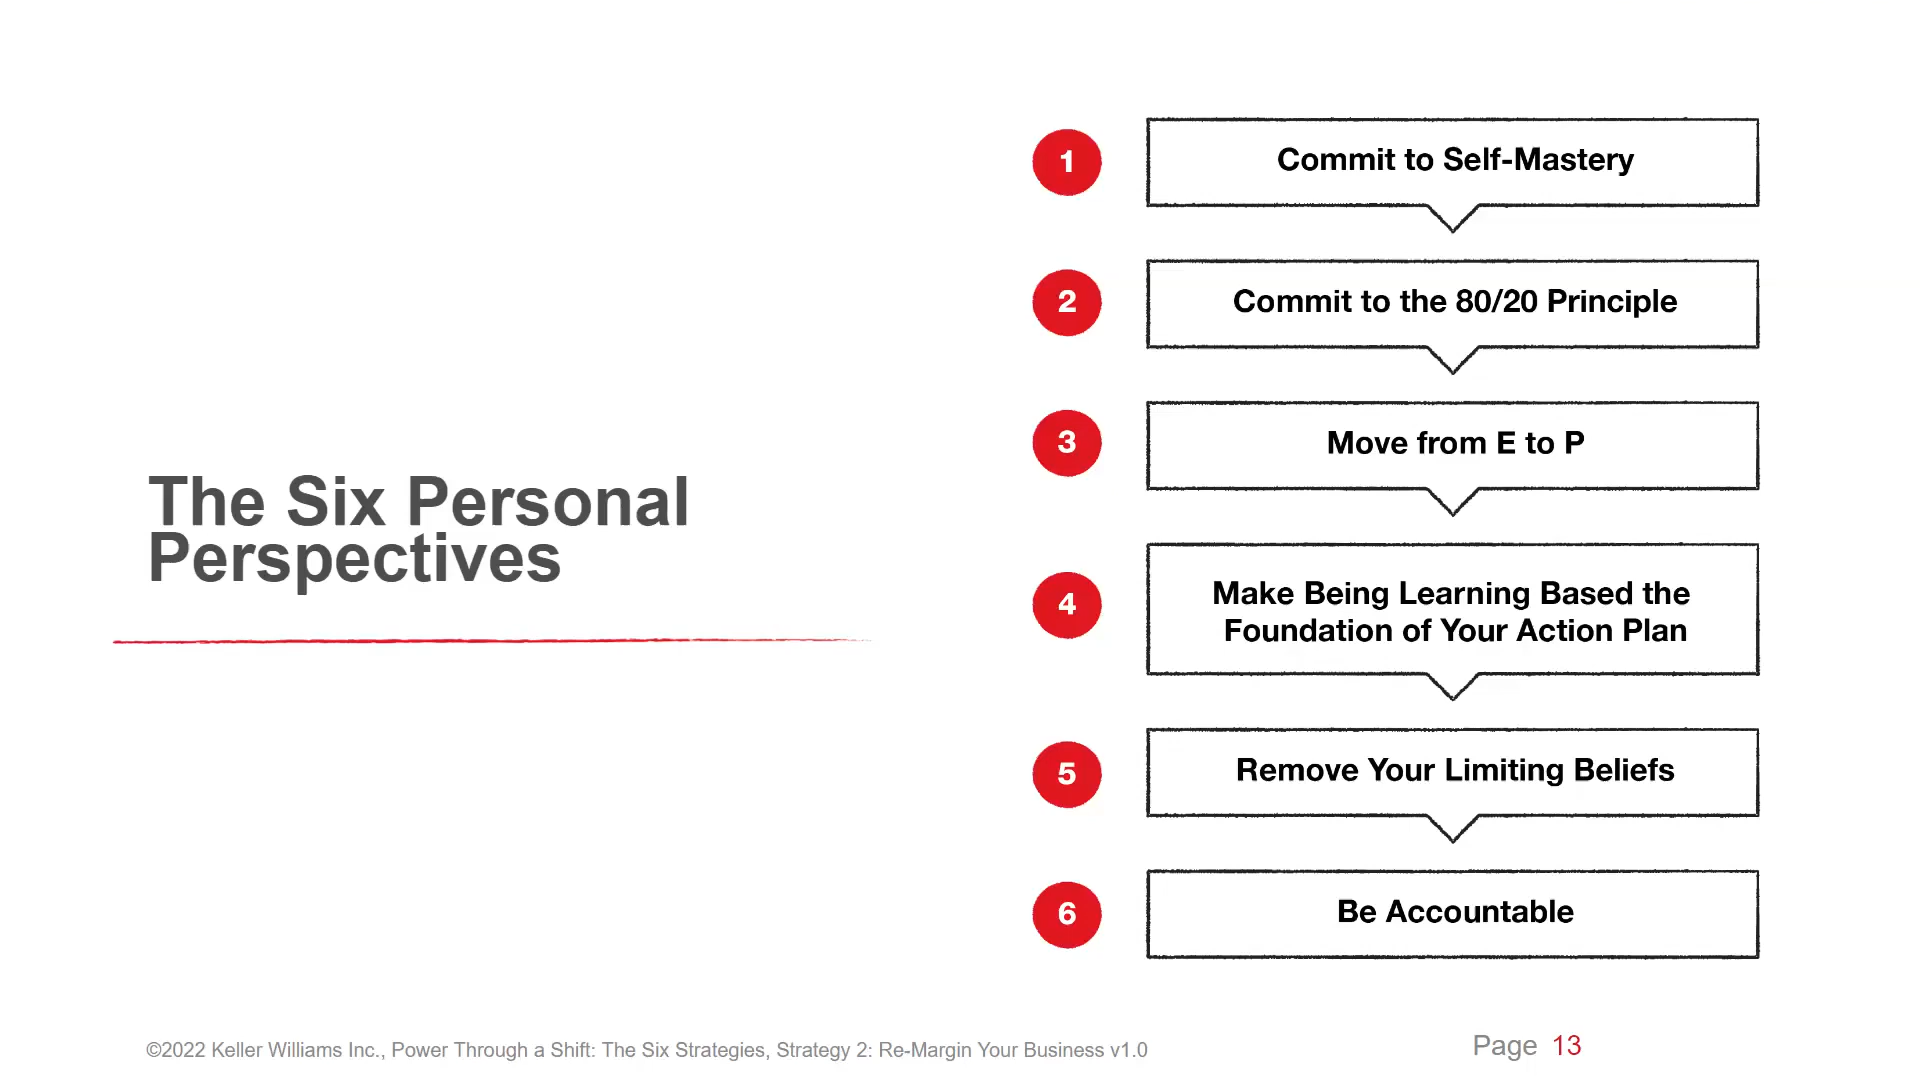 The Six Personal
Perspectives
1
Commit to Self-Mastery
2
Commit to the 80/20 Principle
3
Move from E to P
4
Make Being Learning Based the
Foundation of Your Action Plan
5
Remove Your Limiting Beliefs
6
Be Accountable
©2022 Keller Williams Inc., Power Through a Shift: The Six Strategies, Strategy 2: Re-Margin Your Business v1.0
Page 13